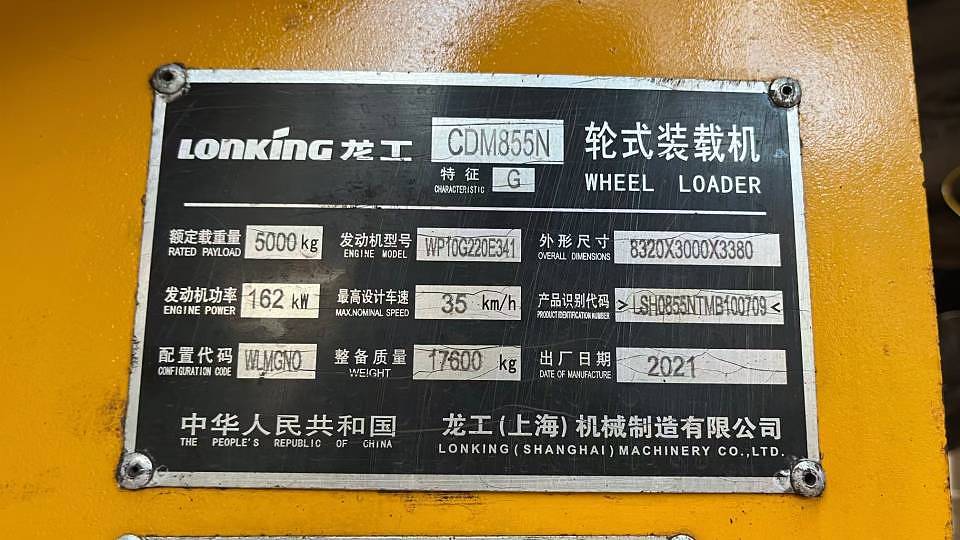 LONKING 龙工 CDM855N 轮式装载机
特征 G
CHARACTERISTIC
WHEEL LOADER
额定载重量 5000 kg 发动机型号 WP10G220E341 外形尺寸 8320X3000X3380
RATED PAYLOAD ENGINE MODEL OVERALL DIMENSIONS
发动机功率 162 kW 最高设计车速 35 km/h 产品识别代码 >LSH0855NTMB100709<
ENGINE POWER MAX.NOMINAL SPEED PRODUCT IDENTIFICATION NUMBER
配置代码 WLMGNO 整备质量 17600 kg 出厂日期 2021
CONFIGURATION CODE WEIGHT DATE OF MANUFACTURE
中华人民共和国 龙工(上海)机械制造有限公司
THE PEOPLE'S REPUBLIC OF CHINA LONKING (SHANGHAI) MACHINERY CO.,LTD.